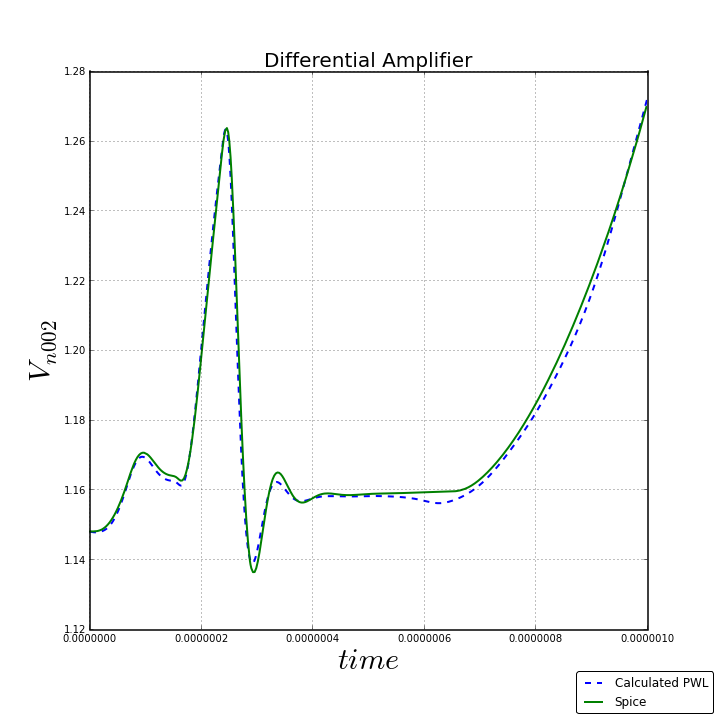 Differential Amplifier
1.28
1.26
1.24
1.22
1.20
1.18
1.16
1.14
1.12
V_n002
0.0000000 0.0000002 0.0000004 0.0000006 0.0000008 0.0000010
time
Calculated PWL
Spice